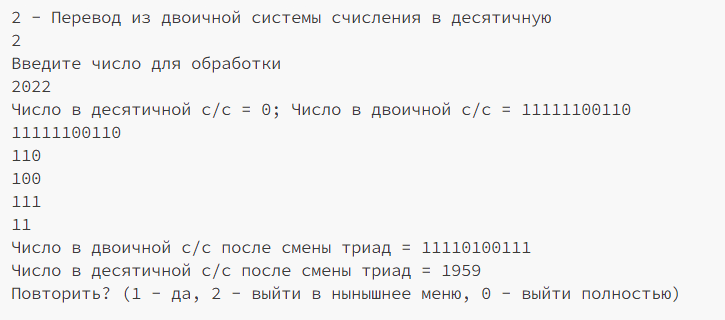 2 - Перевод из двоичной системы счисления в десятичную
2
Введите число для обработки
2022
Число в десятичной с/с = 0; Число в двоичной с/с = 11111100110
11111100110
110
100
111
11
Число в двоичной с/с после смены триад = 11110100111
Число в десятичной с/с после смены триад = 1959
Повторить? (1 - да, 2 - выйти в нынышнее меню, 0 - выйти полностью)